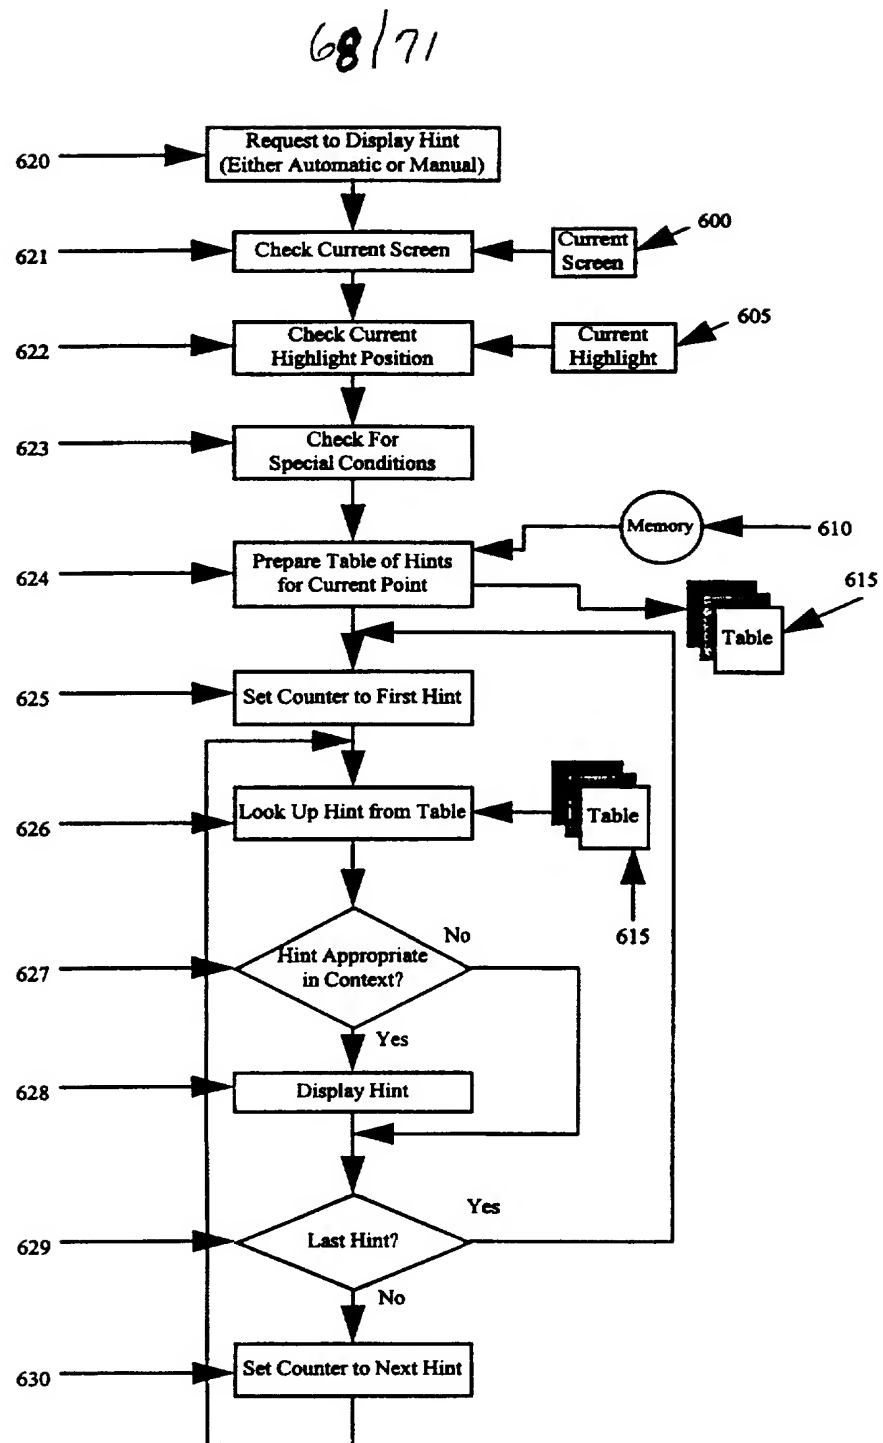 68/71
Request to Display Hint
(Either Automatic or Manual)
620
600
Check Current Screen
Current
Screen
621
605
Check Current
Highlight Position
Current
Highlight
622
Check For
Special Conditions
623
Memory
610
Prepare Table of Hints
for Current Point
624
615
Table
Set Counter to First Hint
625
Look Up Hint from Table
Table
626
615
No
Hint Appropriate
in Context?
627
Yes
Display Hint
628
Yes
Last Hint?
629
No
Set Counter to Next Hint
630